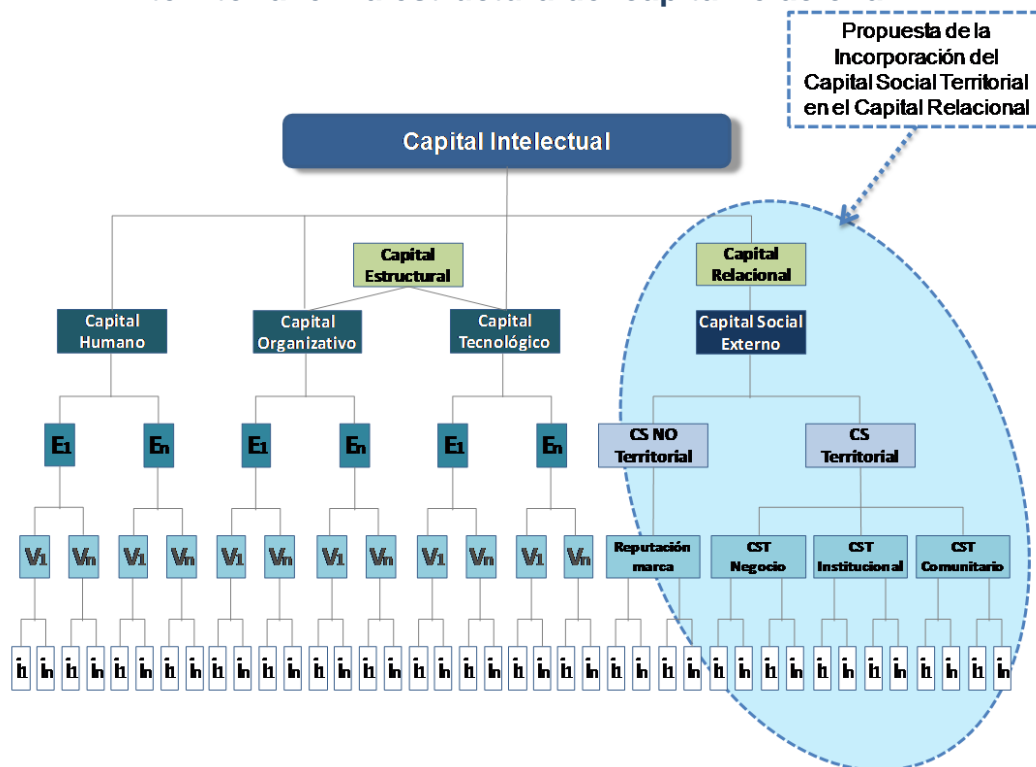 la estructura del capital
Propuesta de la
Incorporación del
Capital Social Territorial
en el Capital Relacional
Capital Intelectual
Capital
Estructural
Capital
Relacional
Capital
Humano
Capital
Organizativo
Capital
Tecnológico
Capital Social
Externo
E1 En E1 En E1 En
CS NO
Territorial
CS
Territorial
V1 Vn V1 Vn V1 Vn V1 Vn V1 Vn V1 Vn
Reputación
marca
CST
Negocio
CST
Institucional
CST
Comunitario
i1 in i1 in i1 in i1 in i1 in i1 in i1 in i1 in i1 in i1 in i1 in i1 in i1 in i1 in i1 in i1 in i1 in i1 in i1 in i1 in